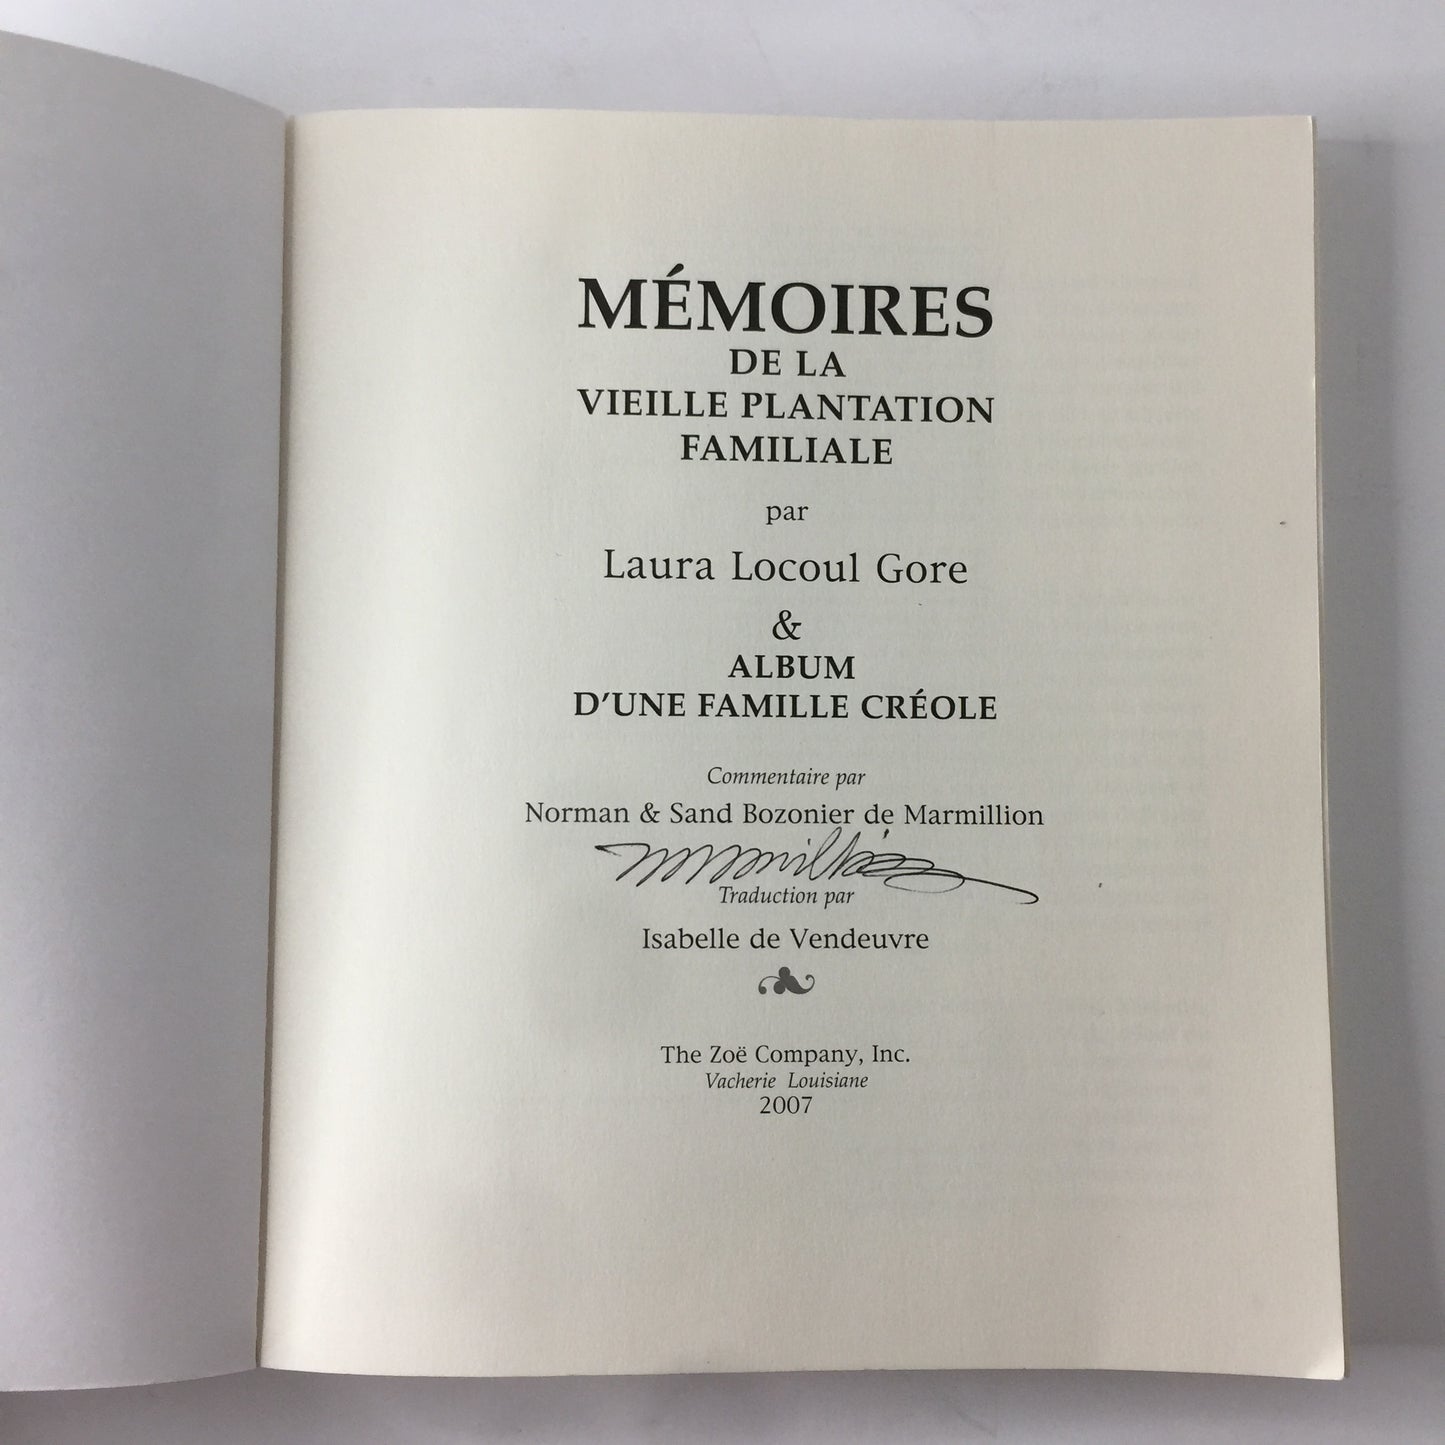 MÉMOIRES
DE LA
VIEILLE PLANTATION
FAMILIALE
par
Laura Locoul Gore
&
ALBUM
D'UNE FAMILLE CRÉOLE
Commentaire par
Norman & Sand Bozonier de Marmillion
Traduction par
Isabelle de Vendeuvre
The Zoë Company, Inc.
Vacherie Louisiane
2007